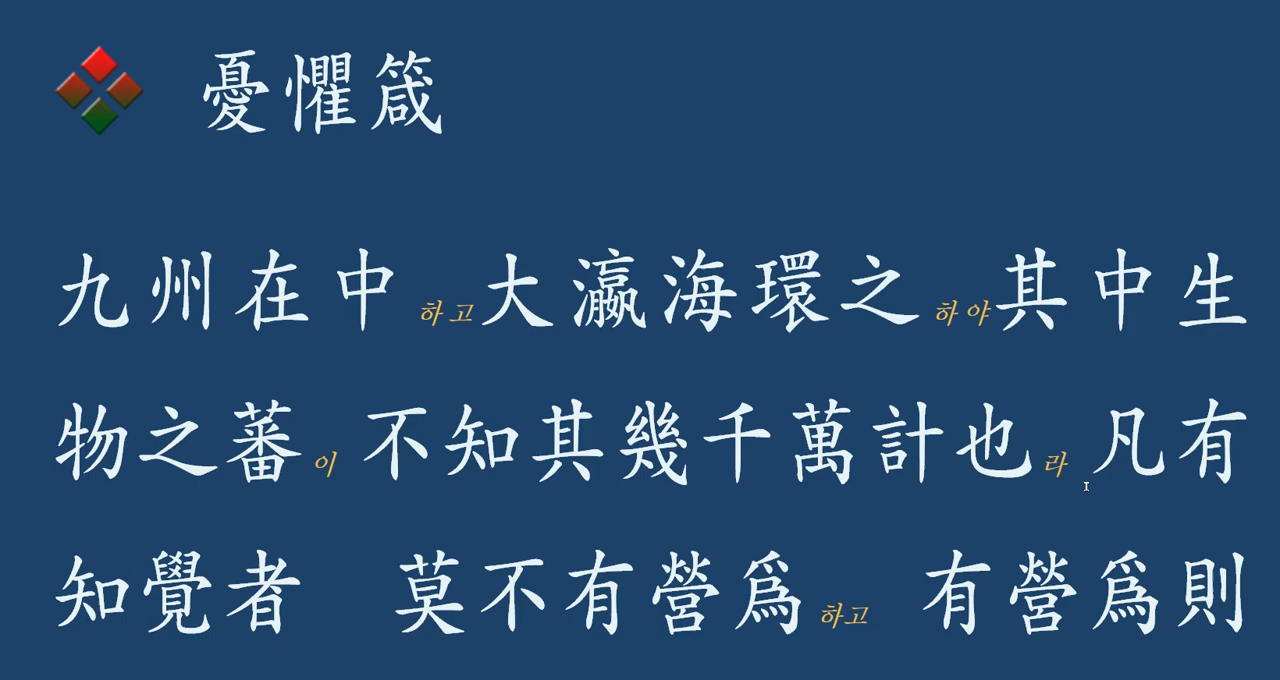 憂懼箴
九州在中 하고 大瀛海環之 하야 其中生
物之蕃 이 不知其幾千萬計也 라 凡有
知覺者 莫不有營爲 하고 有營爲則